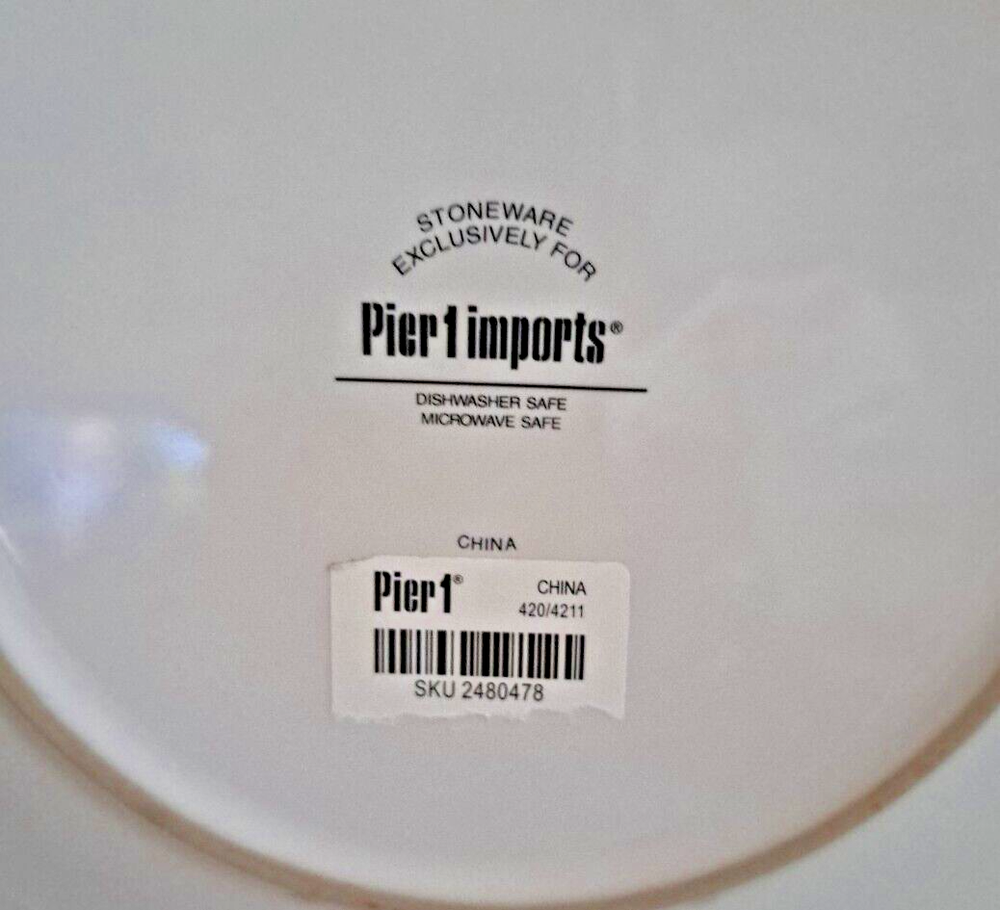 STONEWARE
EXCLUSIVELY FOR
Pier 1 imports®
DISHWASHER SAFE
MICROWAVE SAFE
CHINA
Pier 1® CHINA
420/4211
SKU 2480478